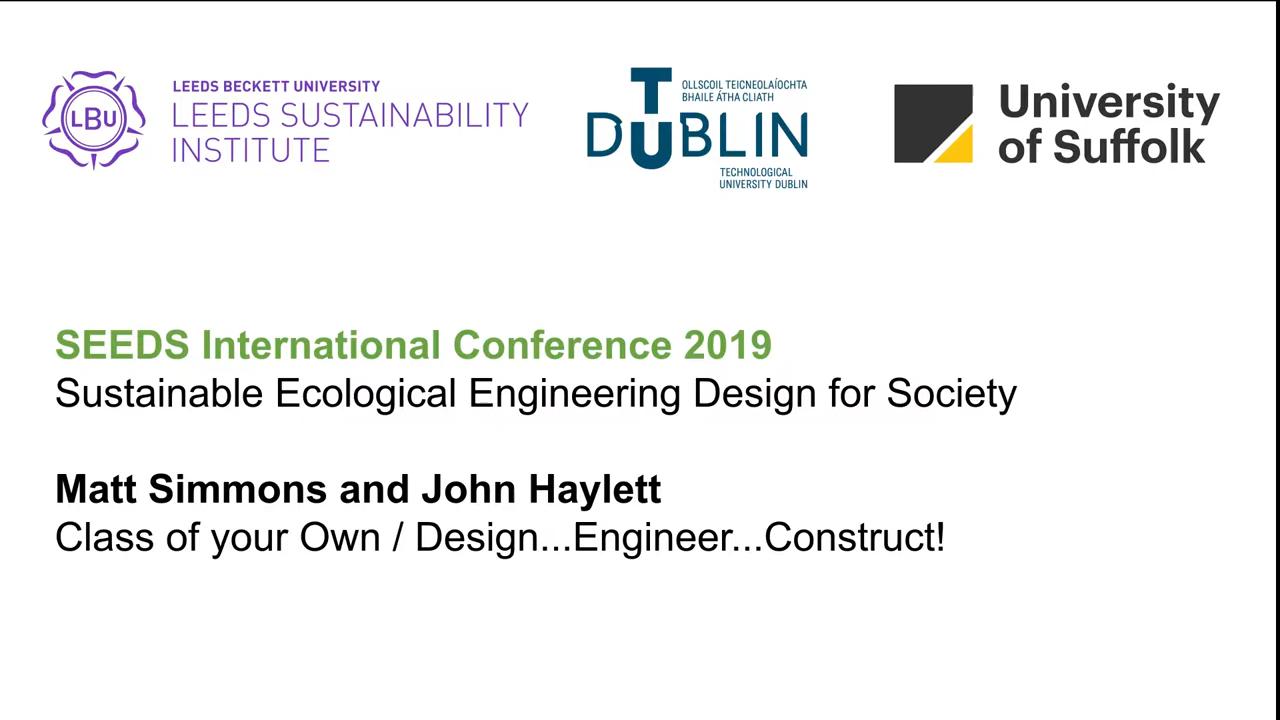 LBU
LEEDS BECKETT UNIVERSITY
LEEDS SUSTAINABILITY
INSTITUTE
OLLSCOIL TEICNEOLAÍOCHTA
BHAILE ÁTHA CLIATH
TU DUBLIN
TECHNOLOGICAL
UNIVERSITY DUBLIN
University
of Suffolk
SEEDS International Conference 2019
Sustainable Ecological Engineering Design for Society
Matt Simmons and John Haylett
Class of your Own / Design...Engineer...Construct!